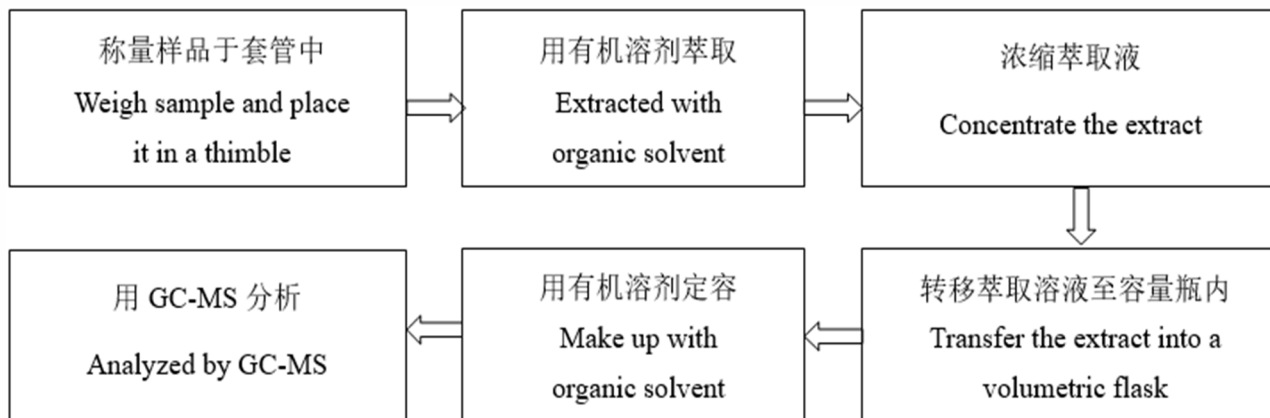 称量样品于套管中
Weigh sample and place
it in a thimble
用有机溶剂萃取
Extracted with
organic solvent
浓缩萃取液
Concentrate the extract
转移萃取溶液至容量瓶内
Transfer the extract into a
volumetric flask
用有机溶剂定容
Make up with
organic solvent
用 GC-MS 分析
Analyzed by GC-MS